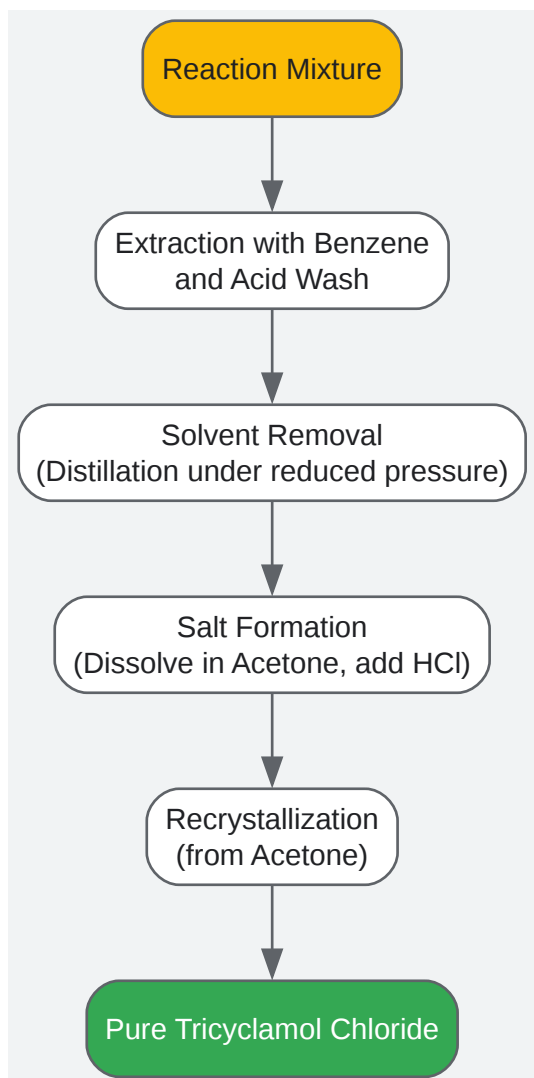 Reaction Mixture
Extraction with Benzene
and Acid Wash
Solvent Removal
(Distillation under reduced pressure)
Salt Formation
(Dissolve in Acetone, add HCl)
Recrystallization
(from Acetone)
Pure Tricyclamol Chloride